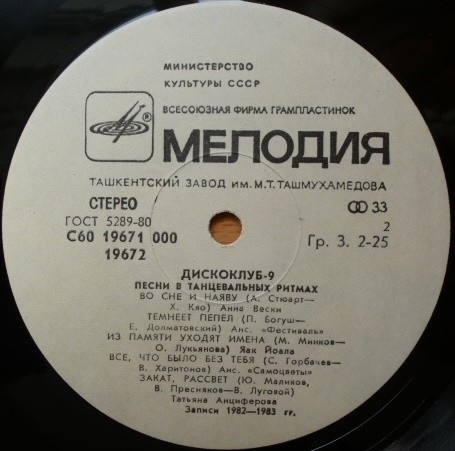 МИНИСТЕРСТВО
КУЛЬТУРЫ СССР
ВСЕСОЮЗНАЯ ФИРМА ГРАМПЛАСТИНОК
®
МЕЛОДИЯ
ТАШКЕНТСКИЙ ЗАВОД ИМ. М.Т. ТАШМУХАМЕДОВА
СТЕРЕО 33
ГОСТ 5289-80 2
С60 19671 000 Гр. 3. 2-25
19672
ДИСКОКЛУБ-9
ПЕСНИ В ТАНЦЕВАЛЬНЫХ РИТМАХ
ВО СНЕ И НАЯВУ (А. Стюарт—
Х. Кяо) Анне Вески
ТЕМНЕЕТ ПЕПЕЛ (П. Богуш—
Е. Долматовский) Анс. «Фестиваль»
ИЗ ПАМЯТИ УХОДЯТ ИМЕНА (М. Минков—
О. Лукьянова) Яак Йоала
ВСЕ, ЧТО БЫЛО БЕЗ ТЕБЯ (С. Горбачев—
В. Харитонов) Анс. «Самоцветы»
ЗАКАТ, РАССВЕТ (Ю. Маликов,
В. Пресняков—В. Луговой)
Татьяна Анциферова
Записи 1982—1983 гг.